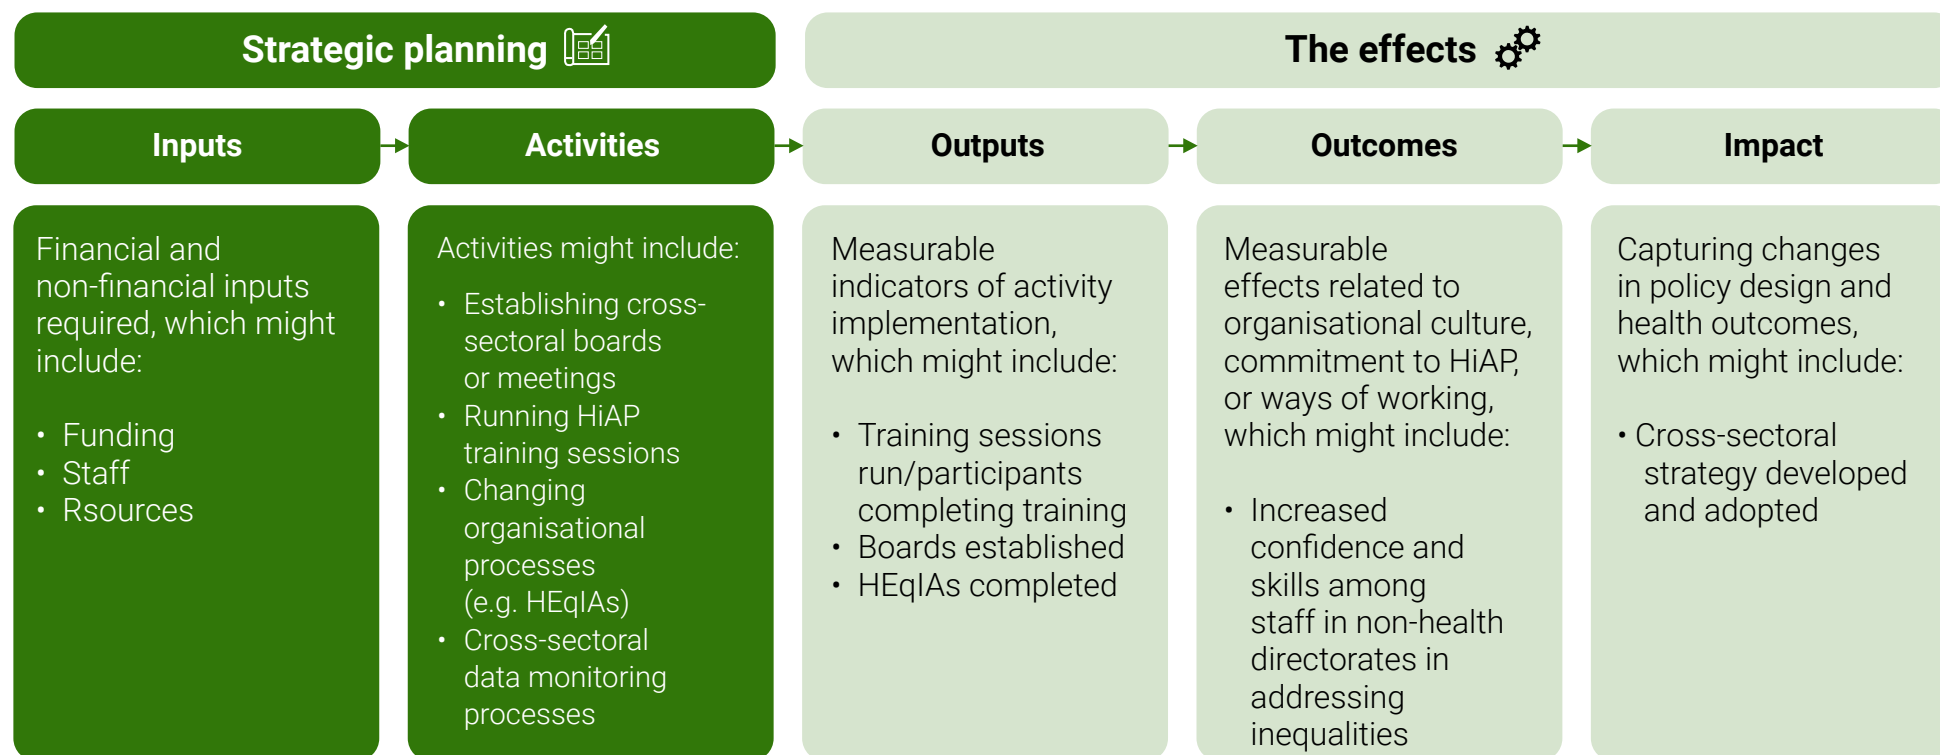 Strategic planning
The effects
Inputs
Activities
Outputs
Outcomes
Impact
Financial and
non-financial inputs
required, which might
include:
• Funding
• Staff
• Rsources
Activities might include:
• Establishing cross-
sectoral boards
or meetings
• Running HiAP
training sessions
• Changing
organisational
processes
(e.g. HEqIAs)
• Cross-sectoral
data monitoring
processes
Measurable
indicators of activity
implementation,
which might include:
• Training sessions
run/participants
completing training
• Boards established
• HEqIAs completed
Measurable
effects related to
organisational culture,
commitment to HiAP,
or ways of working,
which might include:
• Increased
confidence and
skills among
staff in non-health
directorates in
addressing
inequalities
Capturing changes
in policy design and
health outcomes,
which might include:
• Cross-sectoral
strategy developed
and adopted